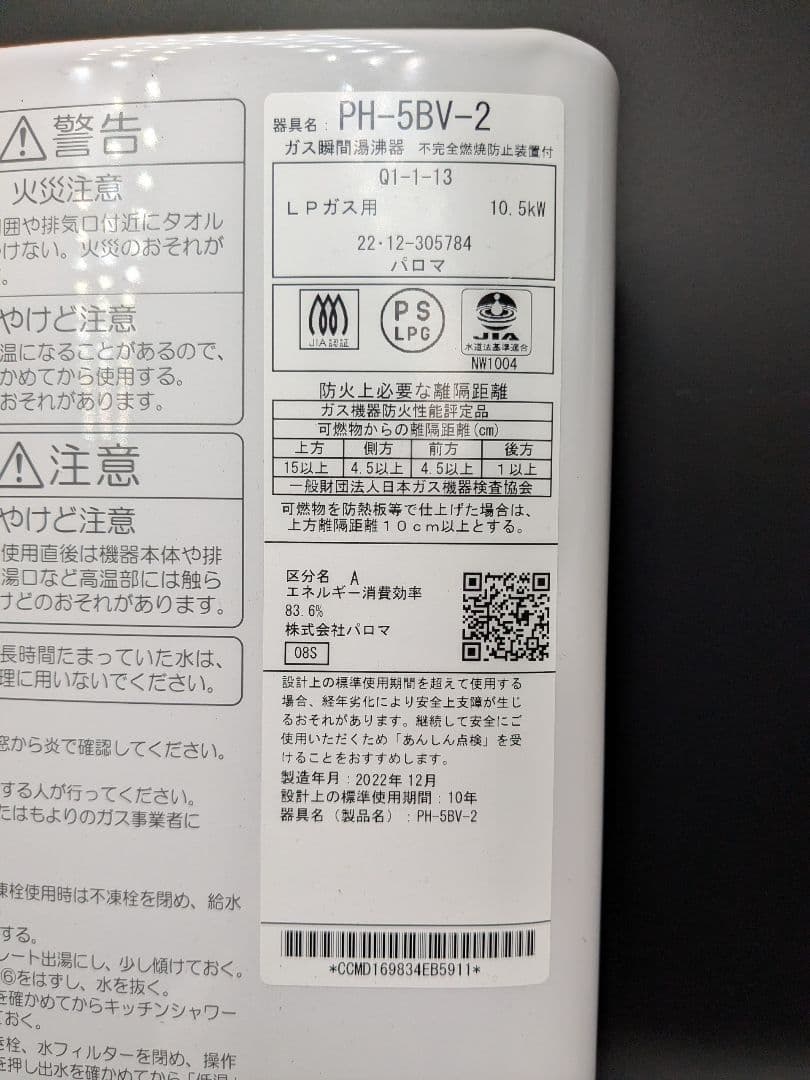 警告
火災注意
囲や排気口付近にタオル
けない。火災のおそれが
。
やけど注意
温になることがあるので、
かめてから使用する。
おそれがあります。
注意
やけど注意
使用直後は機器本体や排
湯口など高温部には触ら
けどのおそれがあります。
長時間たまっていた水は、
理に用いないでください。
窓から炎で確認してください。
する人が行ってください。
たはもよりのガス事業者に
凍栓使用時は不凍栓を閉め、給水
する。
レート出湯にし、少し傾けておく。
⑥をはずし、水を抜く。
を確かめてからキッチンシャワー
ておく。
き栓、水フィルターを閉め、操作
を押し出水を確かめてから「低温」
器具名: PH-5BV-2
ガス瞬間湯沸器 不完全燃焼防止装置付
Q1-1-13
LPガス用 10.5kW
22・12-305784
パロマ
JIA認証
PS
LPG
JIA
水道法基準適合
NW1004
防火上必要な離隔距離
ガス機器防火性能評定品
可燃物からの離隔距離(cm)
上方 側方 前方 後方
15以上 4.5以上 4.5以上 1以上
一般財団法人日本ガス機器検査協会
可燃物を防熱板等で仕上げた場合は、
上方離隔距離10cm以上とする。
区分名 A
エネルギー消費効率
83.6%
株式会社パロマ
08S
設計上の標準使用期間を超えて使用する
場合、経年劣化により安全上支障が生じ
るおそれがあります。継続して安全にご
使用いただくため「あんしん点検」を受
けることをおすすめします。
製造年月:2022年12月
設計上の標準使用期間:10年
器具名(製品名):PH-5BV-2
*CCMD169834EB5911*